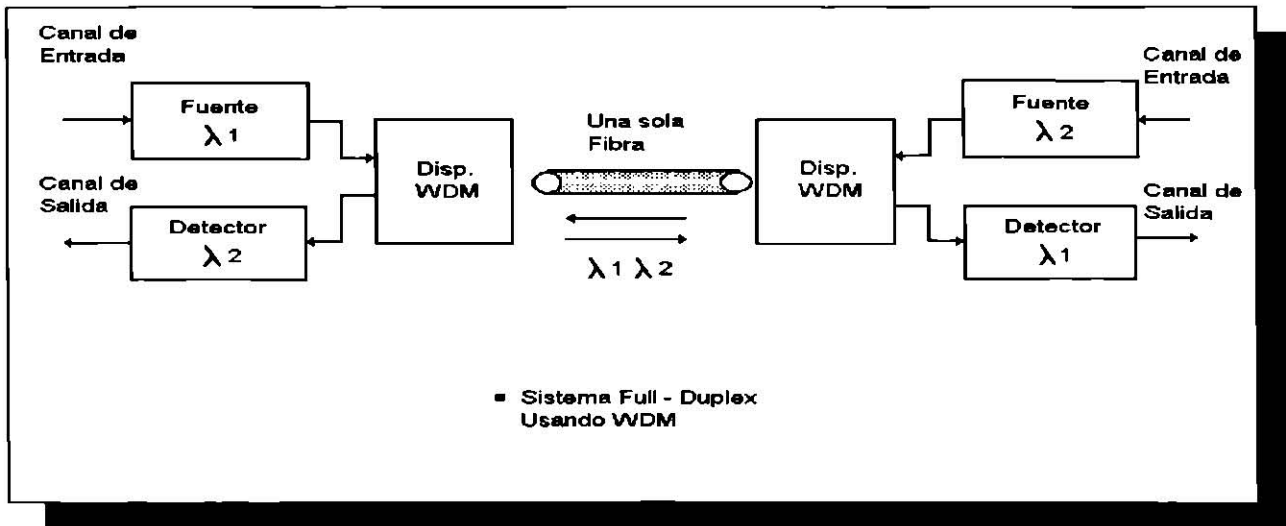 Canal de
Entrada
Fuente
λ1
Canal de
Salida
Detector
λ2
Disp.
WDM
Una sola
Fibra
λ1 λ2
Disp.
WDM
Canal de
Entrada
Fuente
λ2
Canal de
Salida
Detector
λ1
▪ Sistema Full - Duplex
Usando WDM